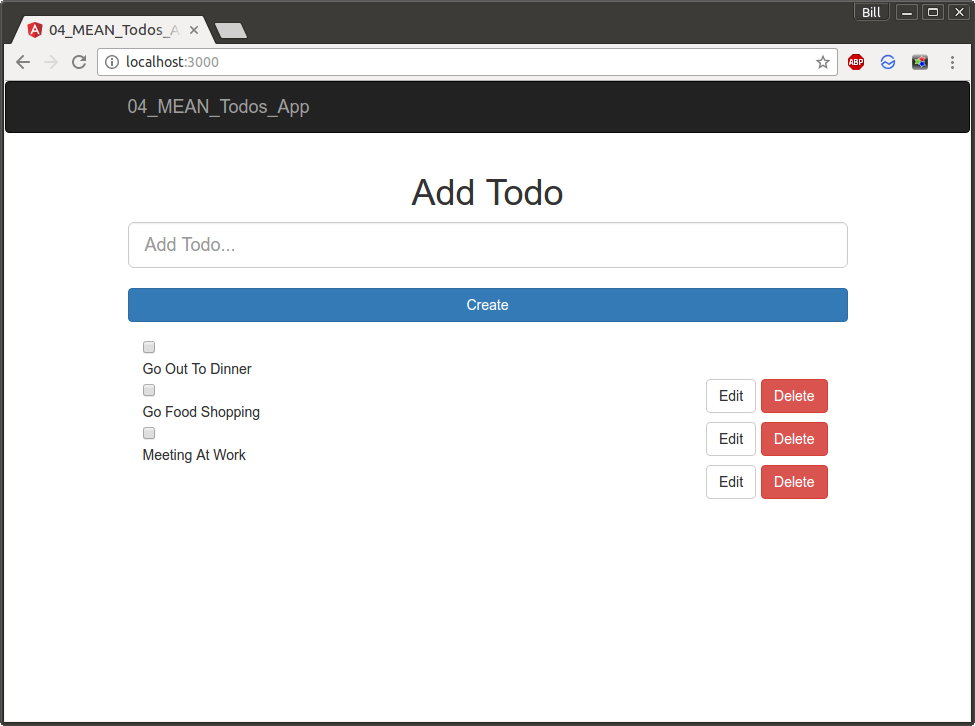 Bill
04_MEAN_Todos_A
localhost:3000
ABP
04_MEAN_Todos_App
Add Todo
Add Todo...
Create
Go Out To Dinner
Edit Delete
Go Food Shopping
Edit Delete
Meeting At Work
Edit Delete